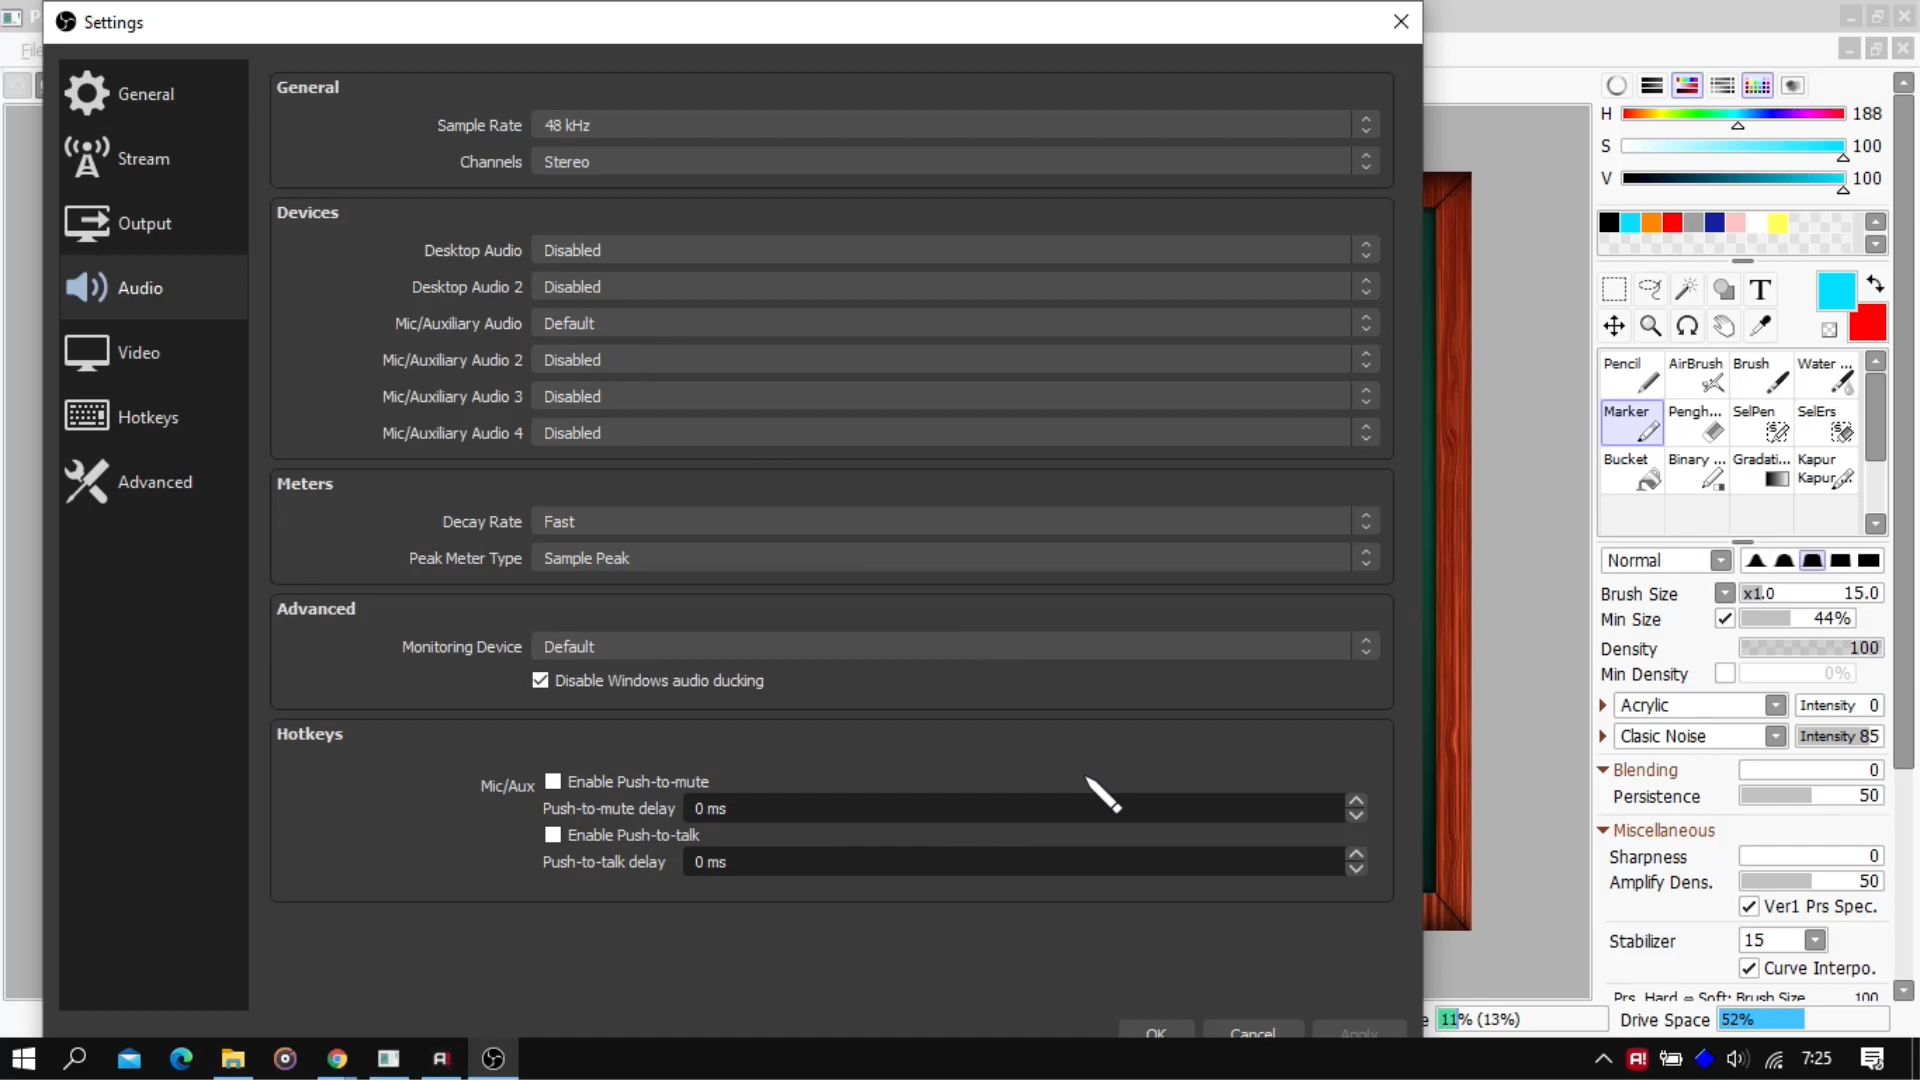 Settings
File
General
Stream
Output
Audio
Video
Hotkeys
Advanced
General
Sample Rate 48 kHz
Channels Stereo
Devices
Desktop Audio Disabled
Desktop Audio 2 Disabled
Mic/Auxiliary Audio Default
Mic/Auxiliary Audio 2 Disabled
Mic/Auxiliary Audio 3 Disabled
Mic/Auxiliary Audio 4 Disabled
Meters
Decay Rate Fast
Peak Meter Type Sample Peak
Advanced
Monitoring Device Default
Disable Windows audio ducking
Hotkeys
Mic/Aux Enable Push-to-mute
Push-to-mute delay 0 ms
Enable Push-to-talk
Push-to-talk delay 0 ms
OK Cancel Apply
H 188
S 100
V 100
T
Pencil AirBrush Brush Water ...
Marker Pengh... SelPen SelErs
Bucket Binary ... Gradati... Kapur
Kapur
Normal
Brush Size x1.0 15.0
Min Size 44%
Density 100
Min Density 0%
Acrylic Intensity 0
Clasic Noise Intensity 85
Blending 0
Persistence 50
Miscellaneous
Sharpness 0
Amplify Dens. 50
Ver1 Prs Spec.
Stabilizer 15
Curve Interpo.
Prs. Hard ⇔ Soft: Brush Size 100
e 11% (13%) Drive Space 52%
7:25